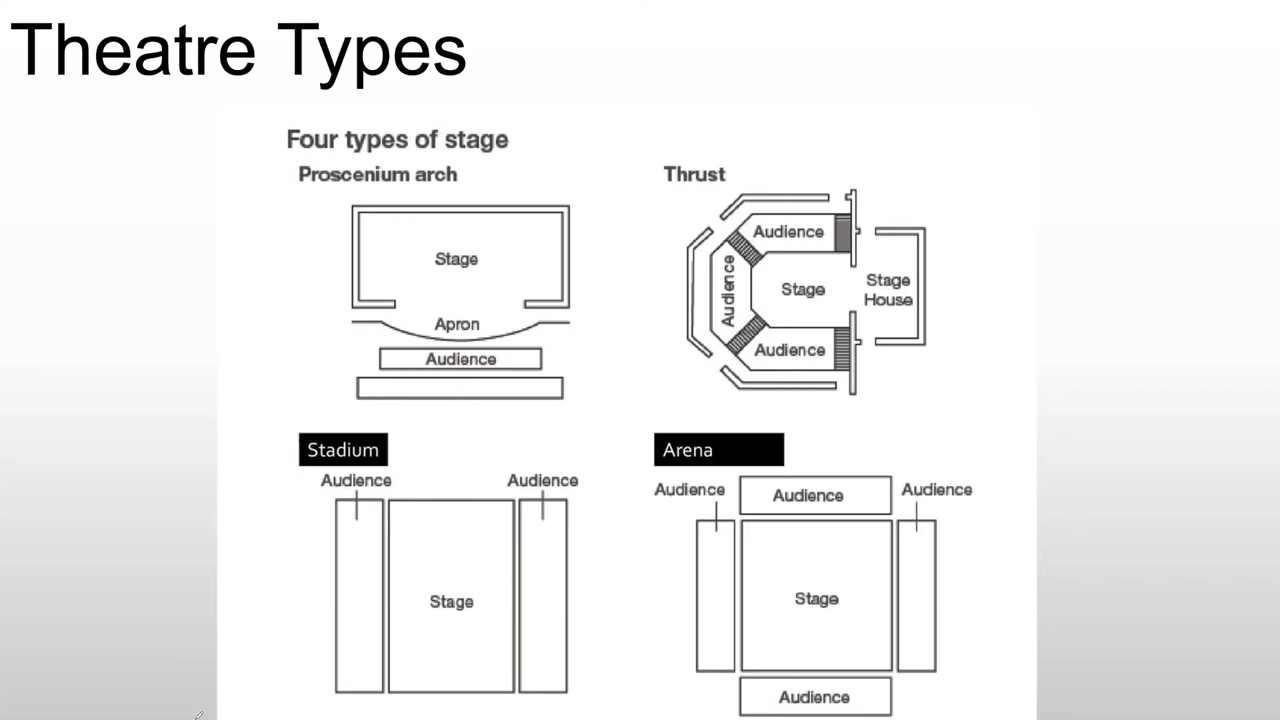 Theatre Types
Four types of stage
Proscenium arch
Stage
Apron
Audience
Thrust
Audience
Audience
Stage
Stage
House
Audience
Stadium
Audience
Audience
Stage
Arena
Audience
Audience
Audience
Stage
Audience